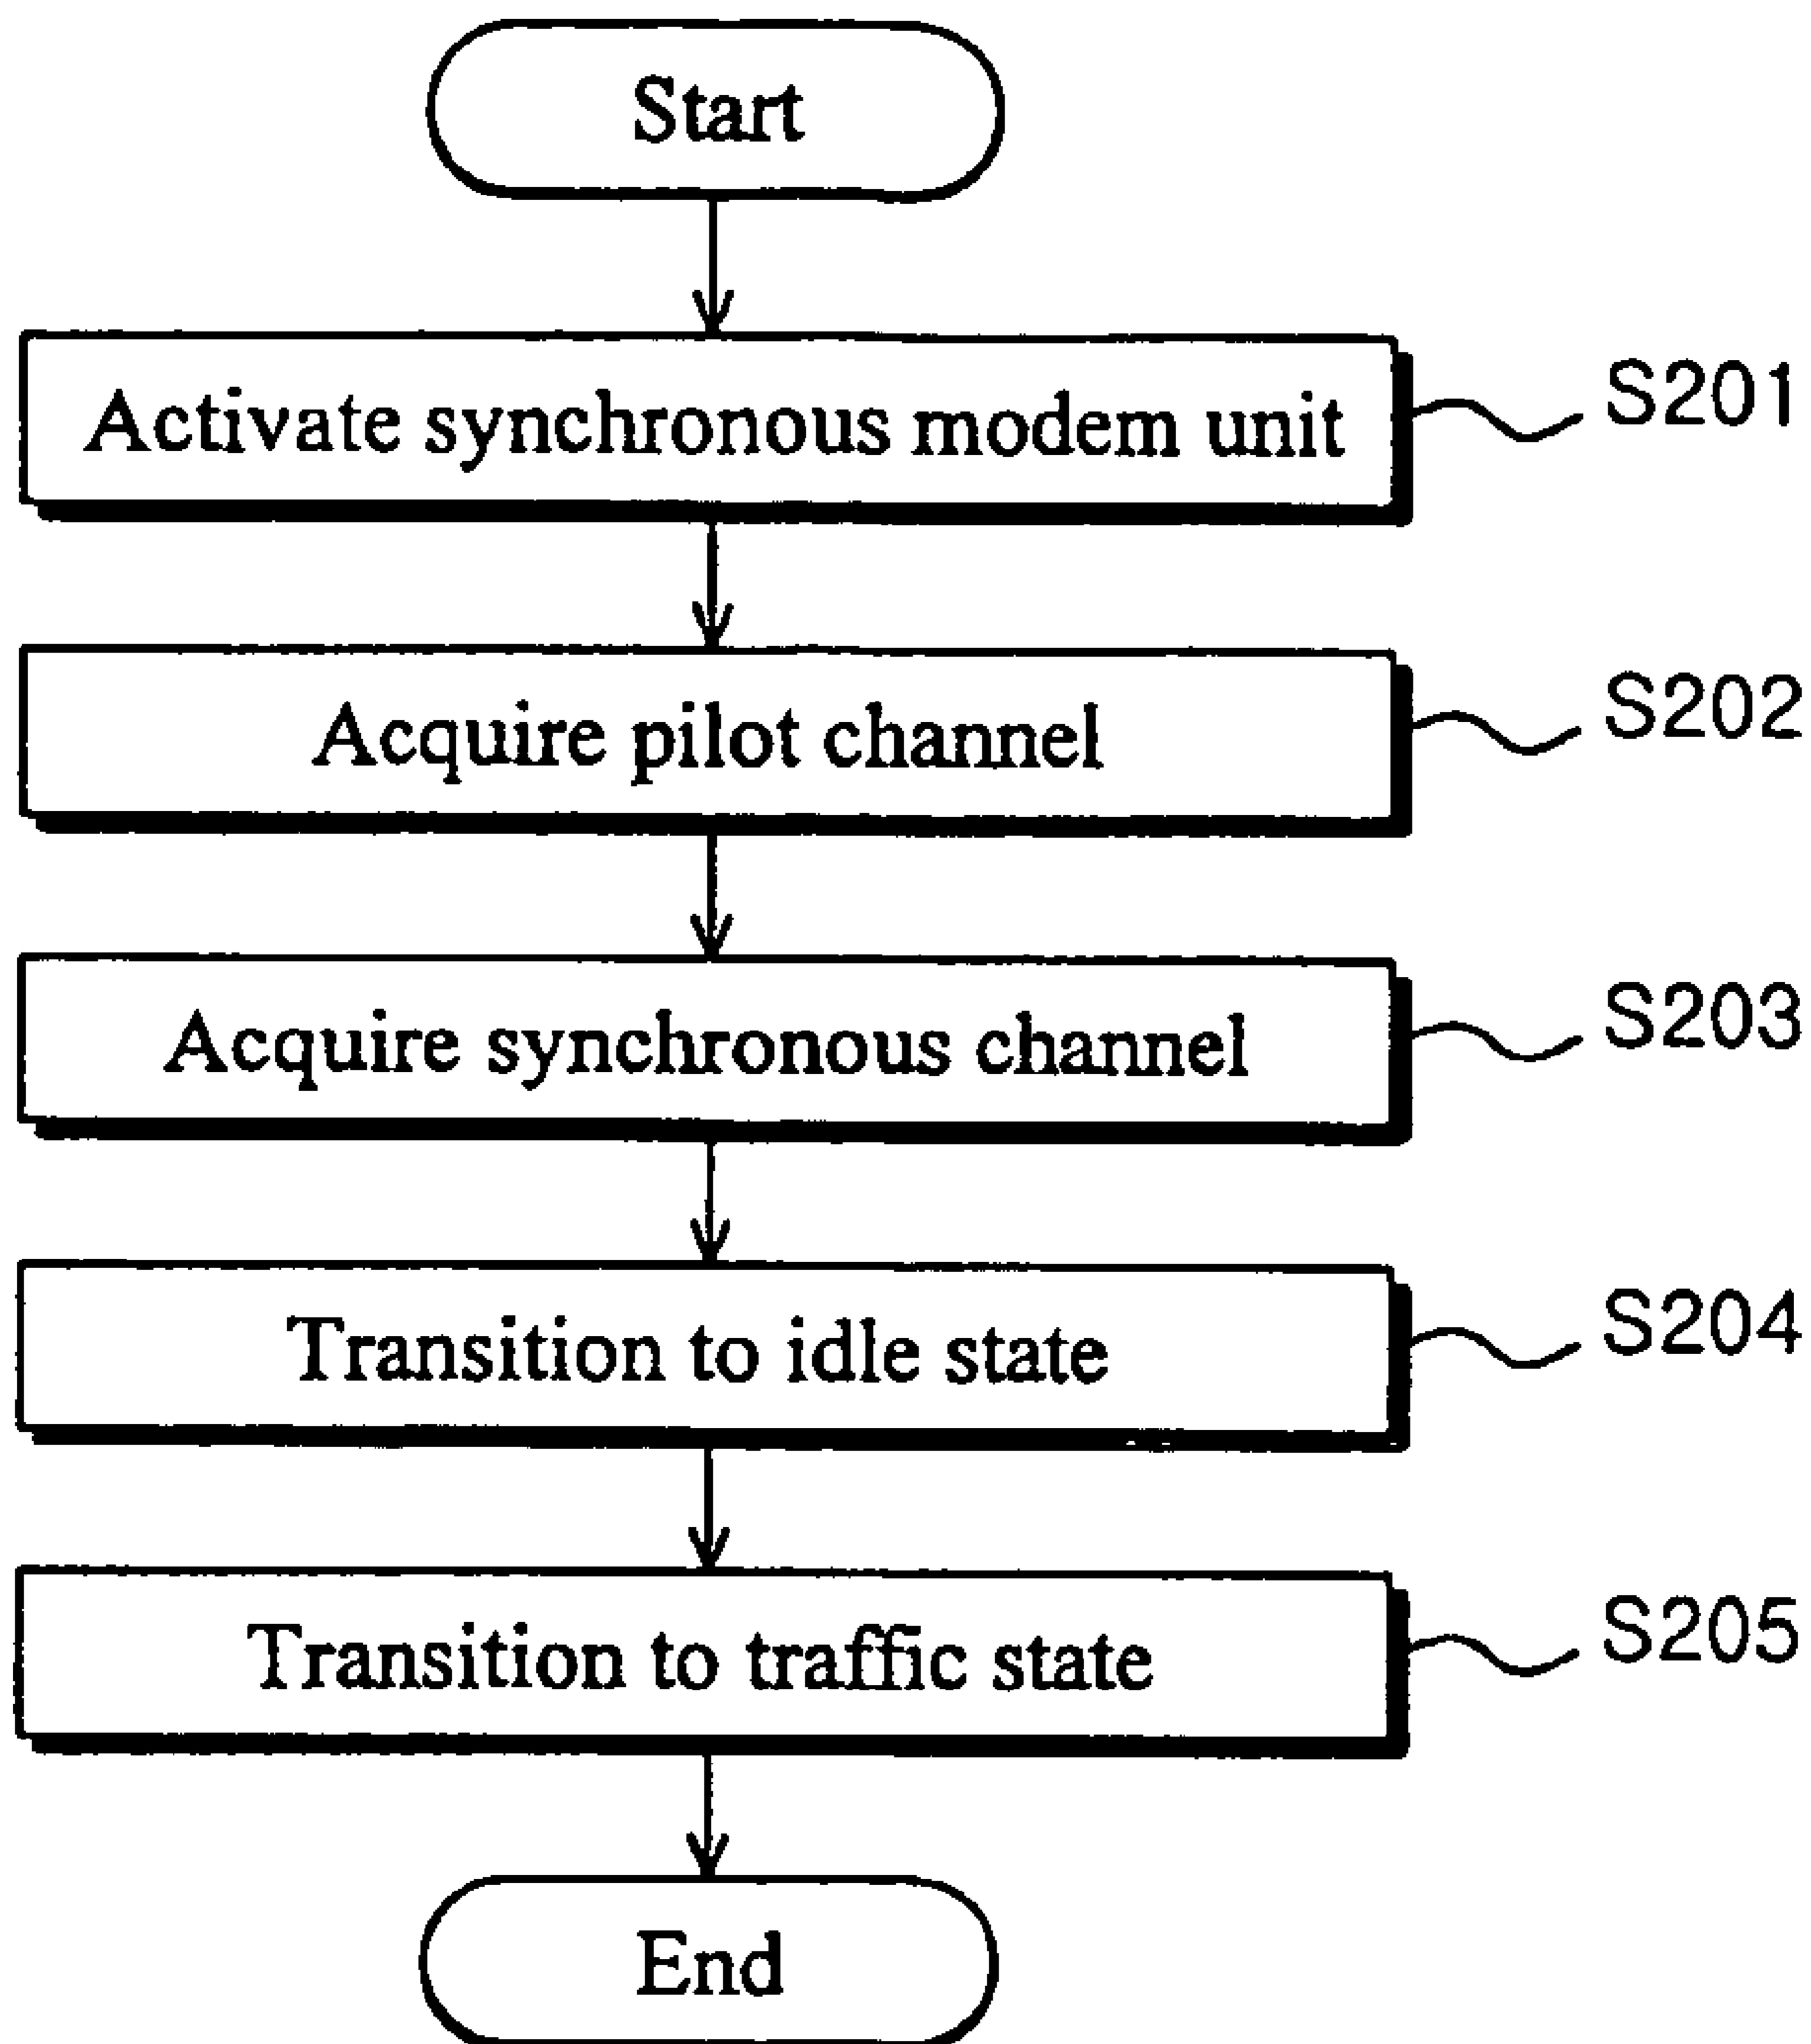 Start
Activate synchronous modem unit
S201
Acquire pilot channel
S202
Acquire synchronous channel
S203
Transition to idle state
S204
Transition to traffic state
S205
End